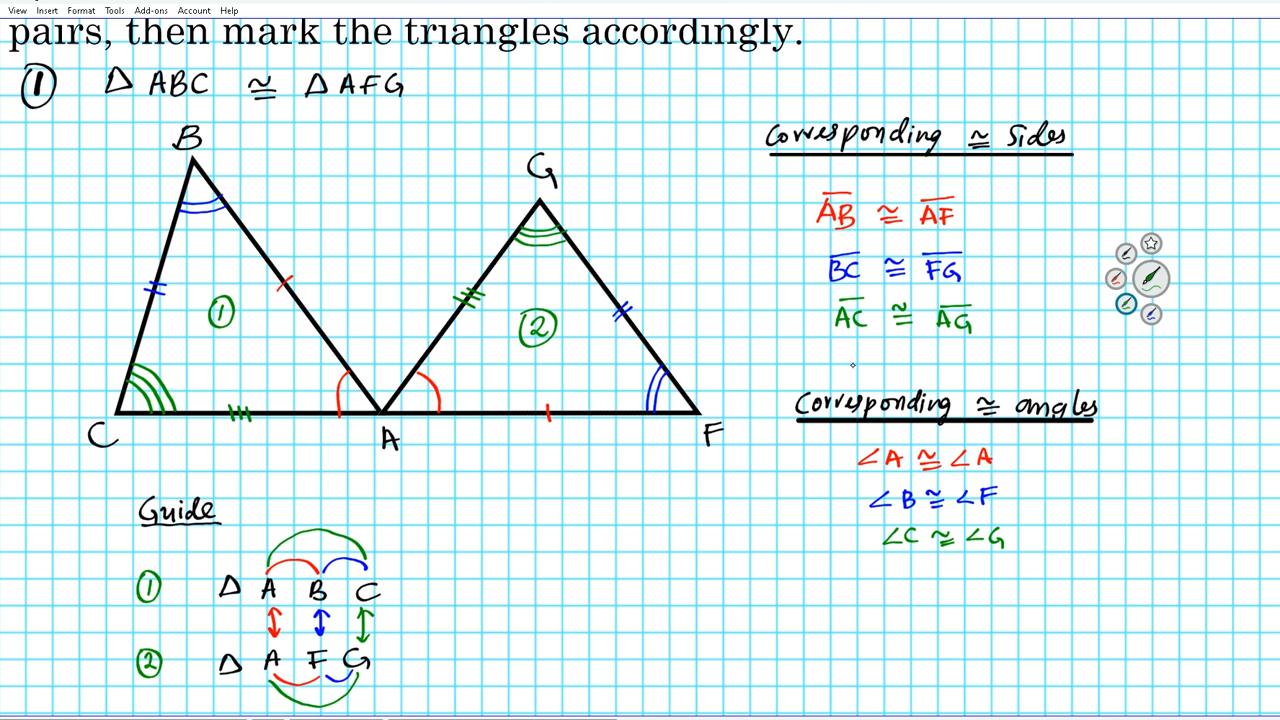 View Insert Format Tools Add-ons Account Help
pairs, then mark the triangles accordingly.
① △ ABC ≅ △ AFG
B
G
①
②
C
A
F
Corresponding ≅ sides
AB ≅ AF
BC ≅ FG
AC ≅ AG
Corresponding ≅ angles
∠A ≅ ∠A
∠B ≅ ∠F
∠C ≅ ∠G
Guide
① △ A B C
② △ A F G